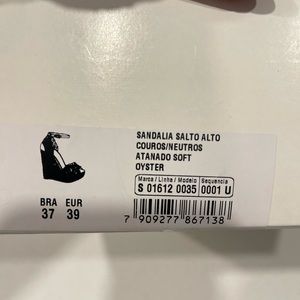 SANDALIA SALTO ALTO
COUROS/NEUTROS
ATANADO SOFT
OYSTER
Marca / Linha / Modelo Sequencia
S 01612 0035 0001 U
BRA EUR
37 39
7 909277 867138